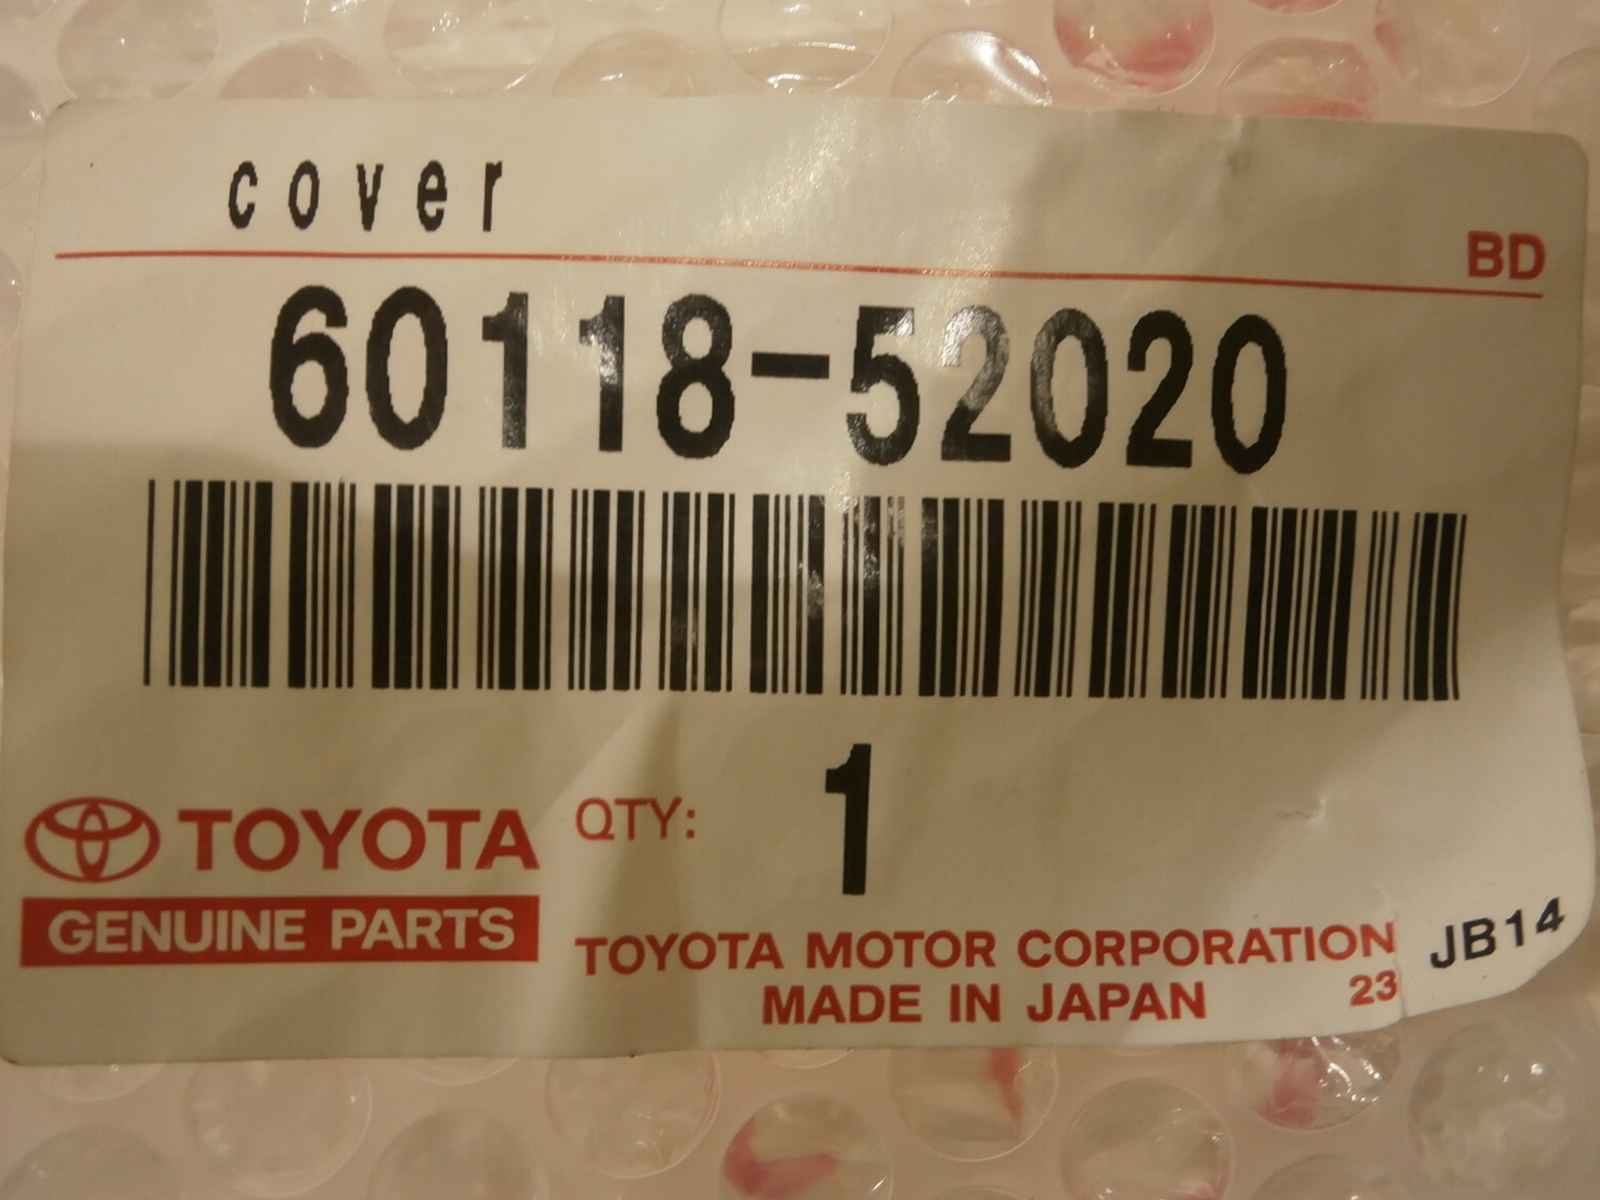 cover
BD
60118-52020
QTY: 1
TOYOTA
GENUINE PARTS
TOYOTA MOTOR CORPORATION
MADE IN JAPAN
23
JB14